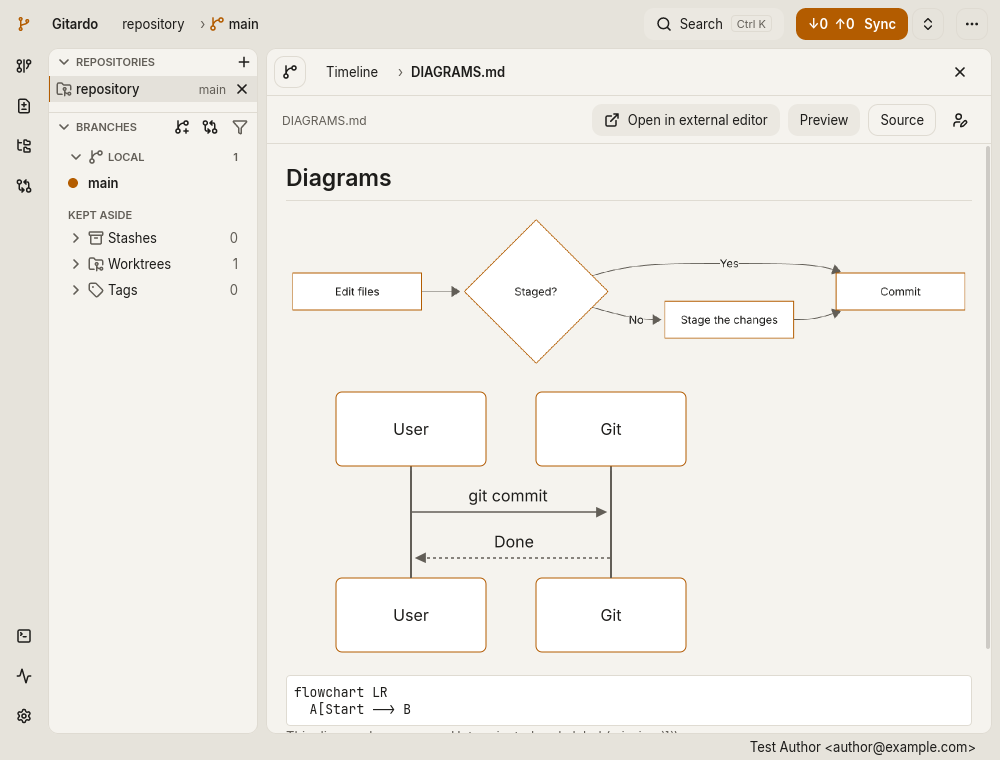 Gitardo
repository
› main
Search
Ctrl K
↓0 ↑0 Sync
REPOSITORIES
repository
main
BRANCHES
LOCAL
1
main
KEPT ASIDE
Stashes
0
Worktrees
1
Tags
0
Timeline
› DIAGRAMS.md
DIAGRAMS.md
Open in external editor
Preview
Source
Diagrams
Edit files
Staged?
Yes
No
Stage the changes
Commit
User
Git
git commit
Done
User
Git
flowchart LR
A[Start ⟶ B
Test Author <author@example.com>